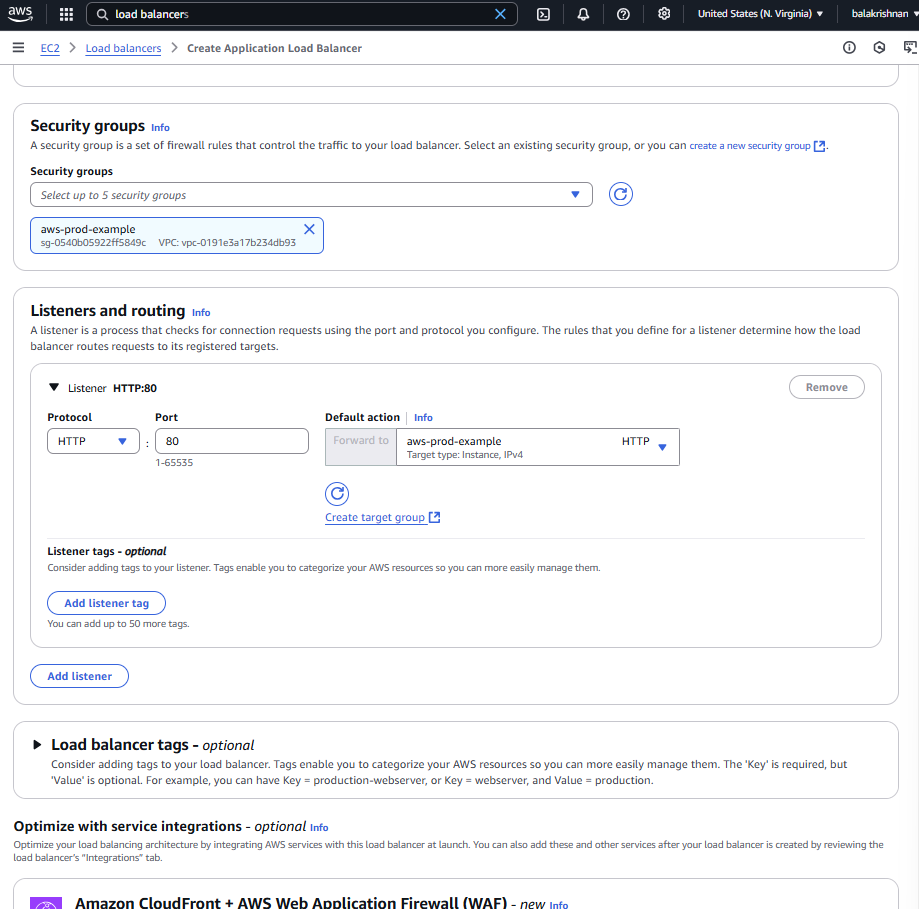 aws
load balancers
United States (N. Virginia)
balakrishnan
EC2 > Load balancers > Create Application Load Balancer
Security groups Info
A security group is a set of firewall rules that control the traffic to your load balancer. Select an existing security group, or you can create a new security group.
Security groups
Select up to 5 security groups
aws-prod-example
sg-0540b05922ff5849c VPC: vpc-0191e3a17b234db93
Listeners and routing Info
A listener is a process that checks for connection requests using the port and protocol you configure. The rules that you define for a listener determine how the load
balancer routes requests to its registered targets.
Listener HTTP:80
Remove
Protocol Port Default action | Info
HTTP : 80 Forward to aws-prod-example HTTP
Target type: Instance, IPv4
1-65535
Create target group
Listener tags - optional
Consider adding tags to your listener. Tags enable you to categorize your AWS resources so you can more easily manage them.
Add listener tag
You can add up to 50 more tags.
Add listener
Load balancer tags - optional
Consider adding tags to your load balancer. Tags enable you to categorize your AWS resources so you can more easily manage them. The 'Key' is required, but
'Value' is optional. For example, you can have Key = production-webserver, or Key = webserver, and Value = production.
Optimize with service integrations - optional Info
Optimize your load balancing architecture by integrating AWS services with this load balancer at launch. You can also add these and other services after your load balancer is created by reviewing the
load balancer's "Integrations" tab.
Amazon CloudFront + AWS Web Application Firewall (WAF) - new Info